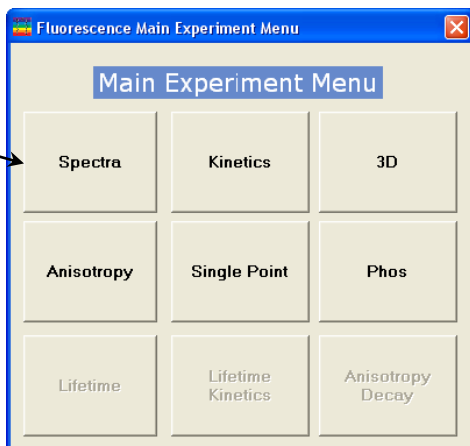 Fluorescence Main Experiment Menu
Main Experiment Menu
Spectra
Kinetics
3D
Anisotropy
Single Point
Phos
Lifetime
Lifetime
Kinetics
Anisotropy
Decay